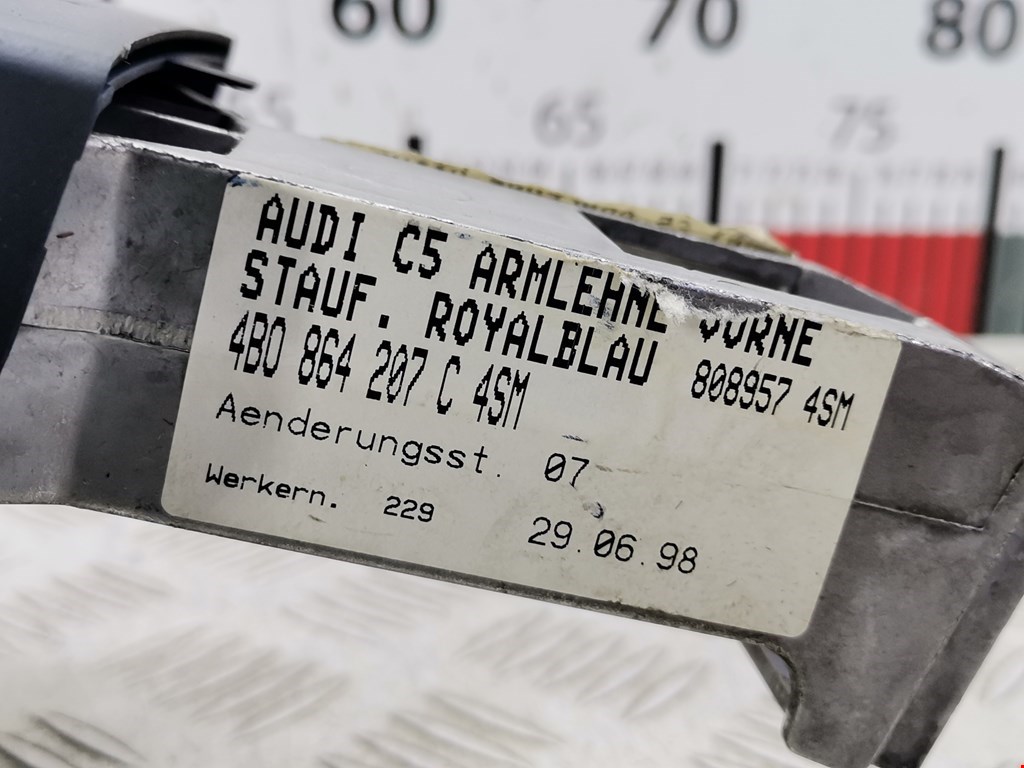 60 70 80
55 65 75
AUDI C5 ARMLEHNE VORNE
STAUF. ROYALBLAU 808957 4SM
4B0 864 207 C 4SM
Aenderungsst. 07
Werkern. 229 29.06.98